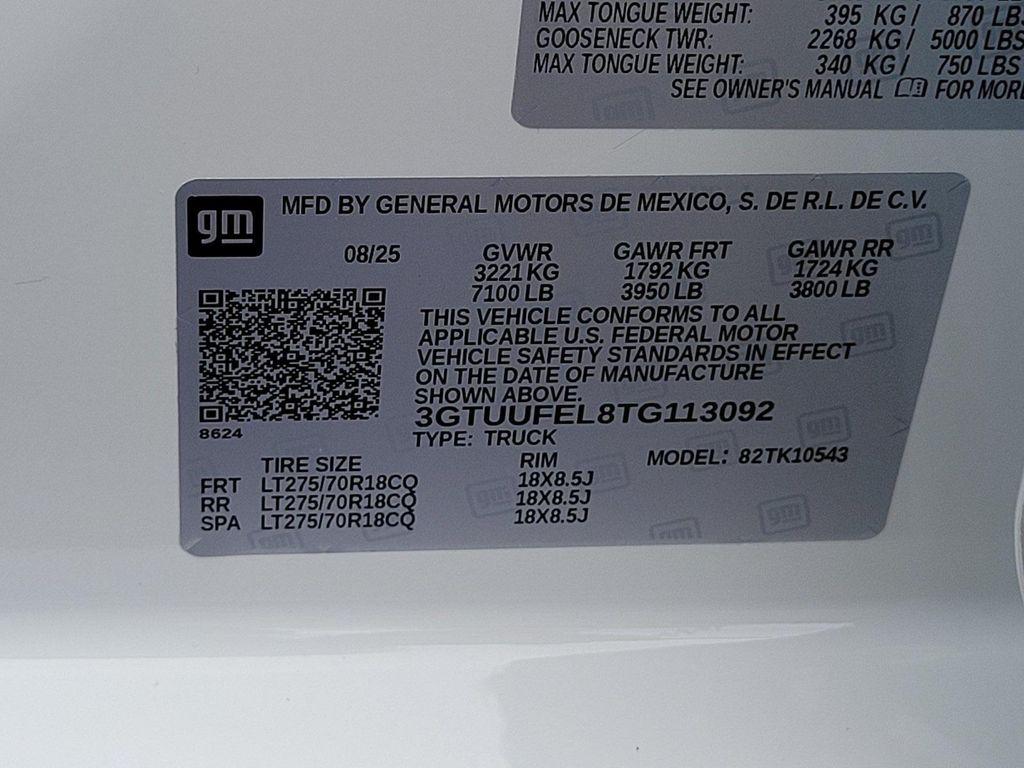 MAX TONGUE WEIGHT: 395 KG / 870 LBS
GOOSENECK TWR: 2268 KG / 5000 LBS
MAX TONGUE WEIGHT: 340 KG / 750 LBS
SEE OWNER'S MANUAL FOR MORE
gm MFD BY GENERAL MOTORS DE MEXICO, S. DE R.L. DE C.V.
08/25 GVWR GAWR FRT GAWR RR
3221 KG 1792 KG 1724 KG
7100 LB 3950 LB 3800 LB
THIS VEHICLE CONFORMS TO ALL
APPLICABLE U.S. FEDERAL MOTOR
VEHICLE SAFETY STANDARDS IN EFFECT
ON THE DATE OF MANUFACTURE
SHOWN ABOVE.
3GTUUFEL8TG113092
8624 TYPE: TRUCK
TIRE SIZE RIM MODEL: 82TK10543
FRT LT275/70R18CQ 18X8.5J
RR LT275/70R18CQ 18X8.5J
SPA LT275/70R18CQ 18X8.5J